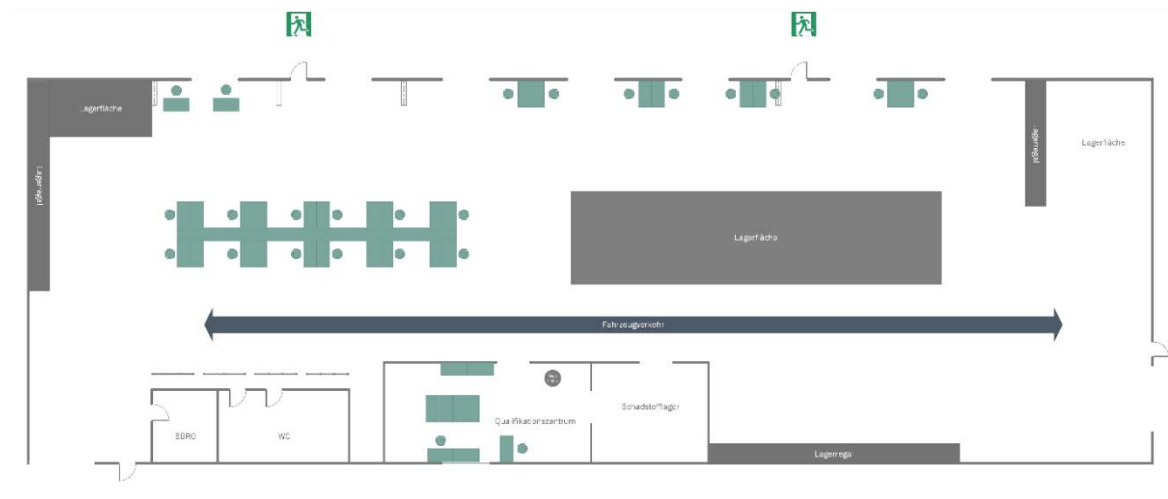 Lagerfläche
Lagerregal
Lagerregal
Lagerfläche
Lagerfläche
Fahrzeugverkehr
BÜRO
WC
Qualifikationszentrum
Schadstofflager
Lagerregal